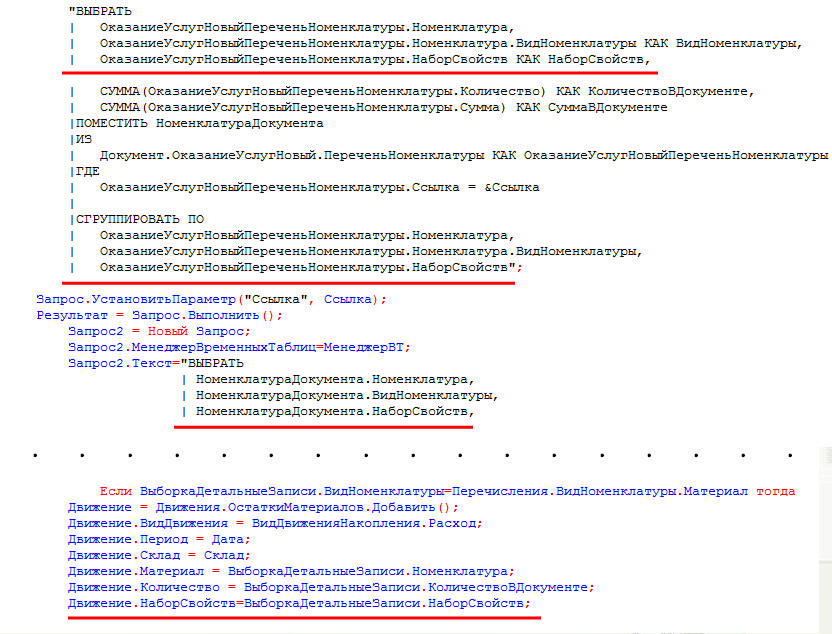 "ВЫБРАТЬ
|   ОказаниеУслугНовыйПереченьНоменклатуры.Номенклатура,
|   ОказаниеУслугНовыйПереченьНоменклатуры.Номенклатура.ВидНоменклатуры КАК ВидНоменклатуры,
|   ОказаниеУслугНовыйПереченьНоменклатуры.НаборСвойств КАК НаборСвойств,
|   СУММА(ОказаниеУслугНовыйПереченьНоменклатуры.Количество) КАК КоличествоВДокументе,
|   СУММА(ОказаниеУслугНовыйПереченьНоменклатуры.Сумма) КАК СуммаВДокументе
|ПОМЕСТИТЬ НоменклатураДокумента
|ИЗ
|   Документ.ОказаниеУслугНовый.ПереченьНоменклатуры КАК ОказаниеУслугНовыйПереченьНоменклатуры
|ГДЕ
|   ОказаниеУслугНовыйПереченьНоменклатуры.Ссылка = &Ссылка
|
|СГРУППИРОВАТЬ ПО
|   ОказаниеУслугНовыйПереченьНоменклатуры.Номенклатура,
|   ОказаниеУслугНовыйПереченьНоменклатуры.Номенклатура.ВидНоменклатуры,
|   ОказаниеУслугНовыйПереченьНоменклатуры.НаборСвойств";
Запрос.УстановитьПараметр("Ссылка", Ссылка);
Результат = Запрос.Выполнить();
Запрос2 = Новый Запрос;
Запрос2.МенеджерВременныхТаблиц=МенеджерВТ;
Запрос2.Текст="ВЫБРАТЬ
| НоменклатураДокумента.Номенклатура,
| НоменклатураДокумента.ВидНоменклатуры,
| НоменклатураДокумента.НаборСвойств,
. . . . . . . . . . . . . . . . .
Если ВыборкаДетальныеЗаписи.ВидНоменклатуры=Перечисления.ВидНоменклатуры.Материал тогда
Движение = Движения.ОстаткиМатериалов.Добавить();
Движение.ВидДвижения = ВидДвиженияНакопления.Расход;
Движение.Период = Дата;
Движение.Склад = Склад;
Движение.Материал = ВыборкаДетальныеЗаписи.Номенклатура;
Движение.Количество = ВыборкаДетальныеЗаписи.КоличествоВДокументе;
Движение.НаборСвойств=ВыборкаДетальныеЗаписи.НаборСвойств;